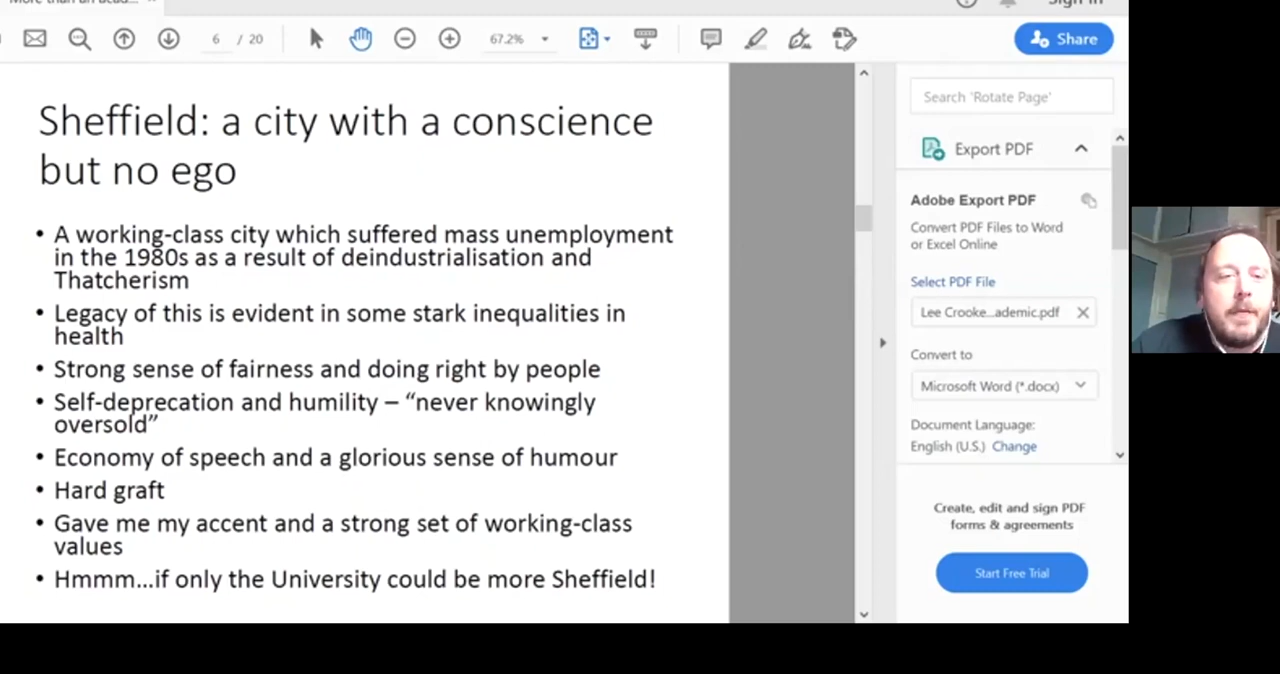 More than an acad...
Sign In
6 / 20
67.2%
Share
Sheffield: a city with a conscience
but no ego
• A working-class city which suffered mass unemployment
in the 1980s as a result of deindustrialisation and
Thatcherism
• Legacy of this is evident in some stark inequalities in
health
• Strong sense of fairness and doing right by people
• Self-deprecation and humility – “never knowingly
oversold”
• Economy of speech and a glorious sense of humour
• Hard graft
• Gave me my accent and a strong set of working-class
values
• Hmmm...if only the University could be more Sheffield!
Search 'Rotate Page'
Export PDF
Adobe Export PDF
Convert PDF Files to Word
or Excel Online
Select PDF File
Lee Crooke...ademic.pdf
Convert to
Microsoft Word (*.docx)
Document Language:
English (U.S.) Change
Create, edit and sign PDF
forms & agreements
Start Free Trial